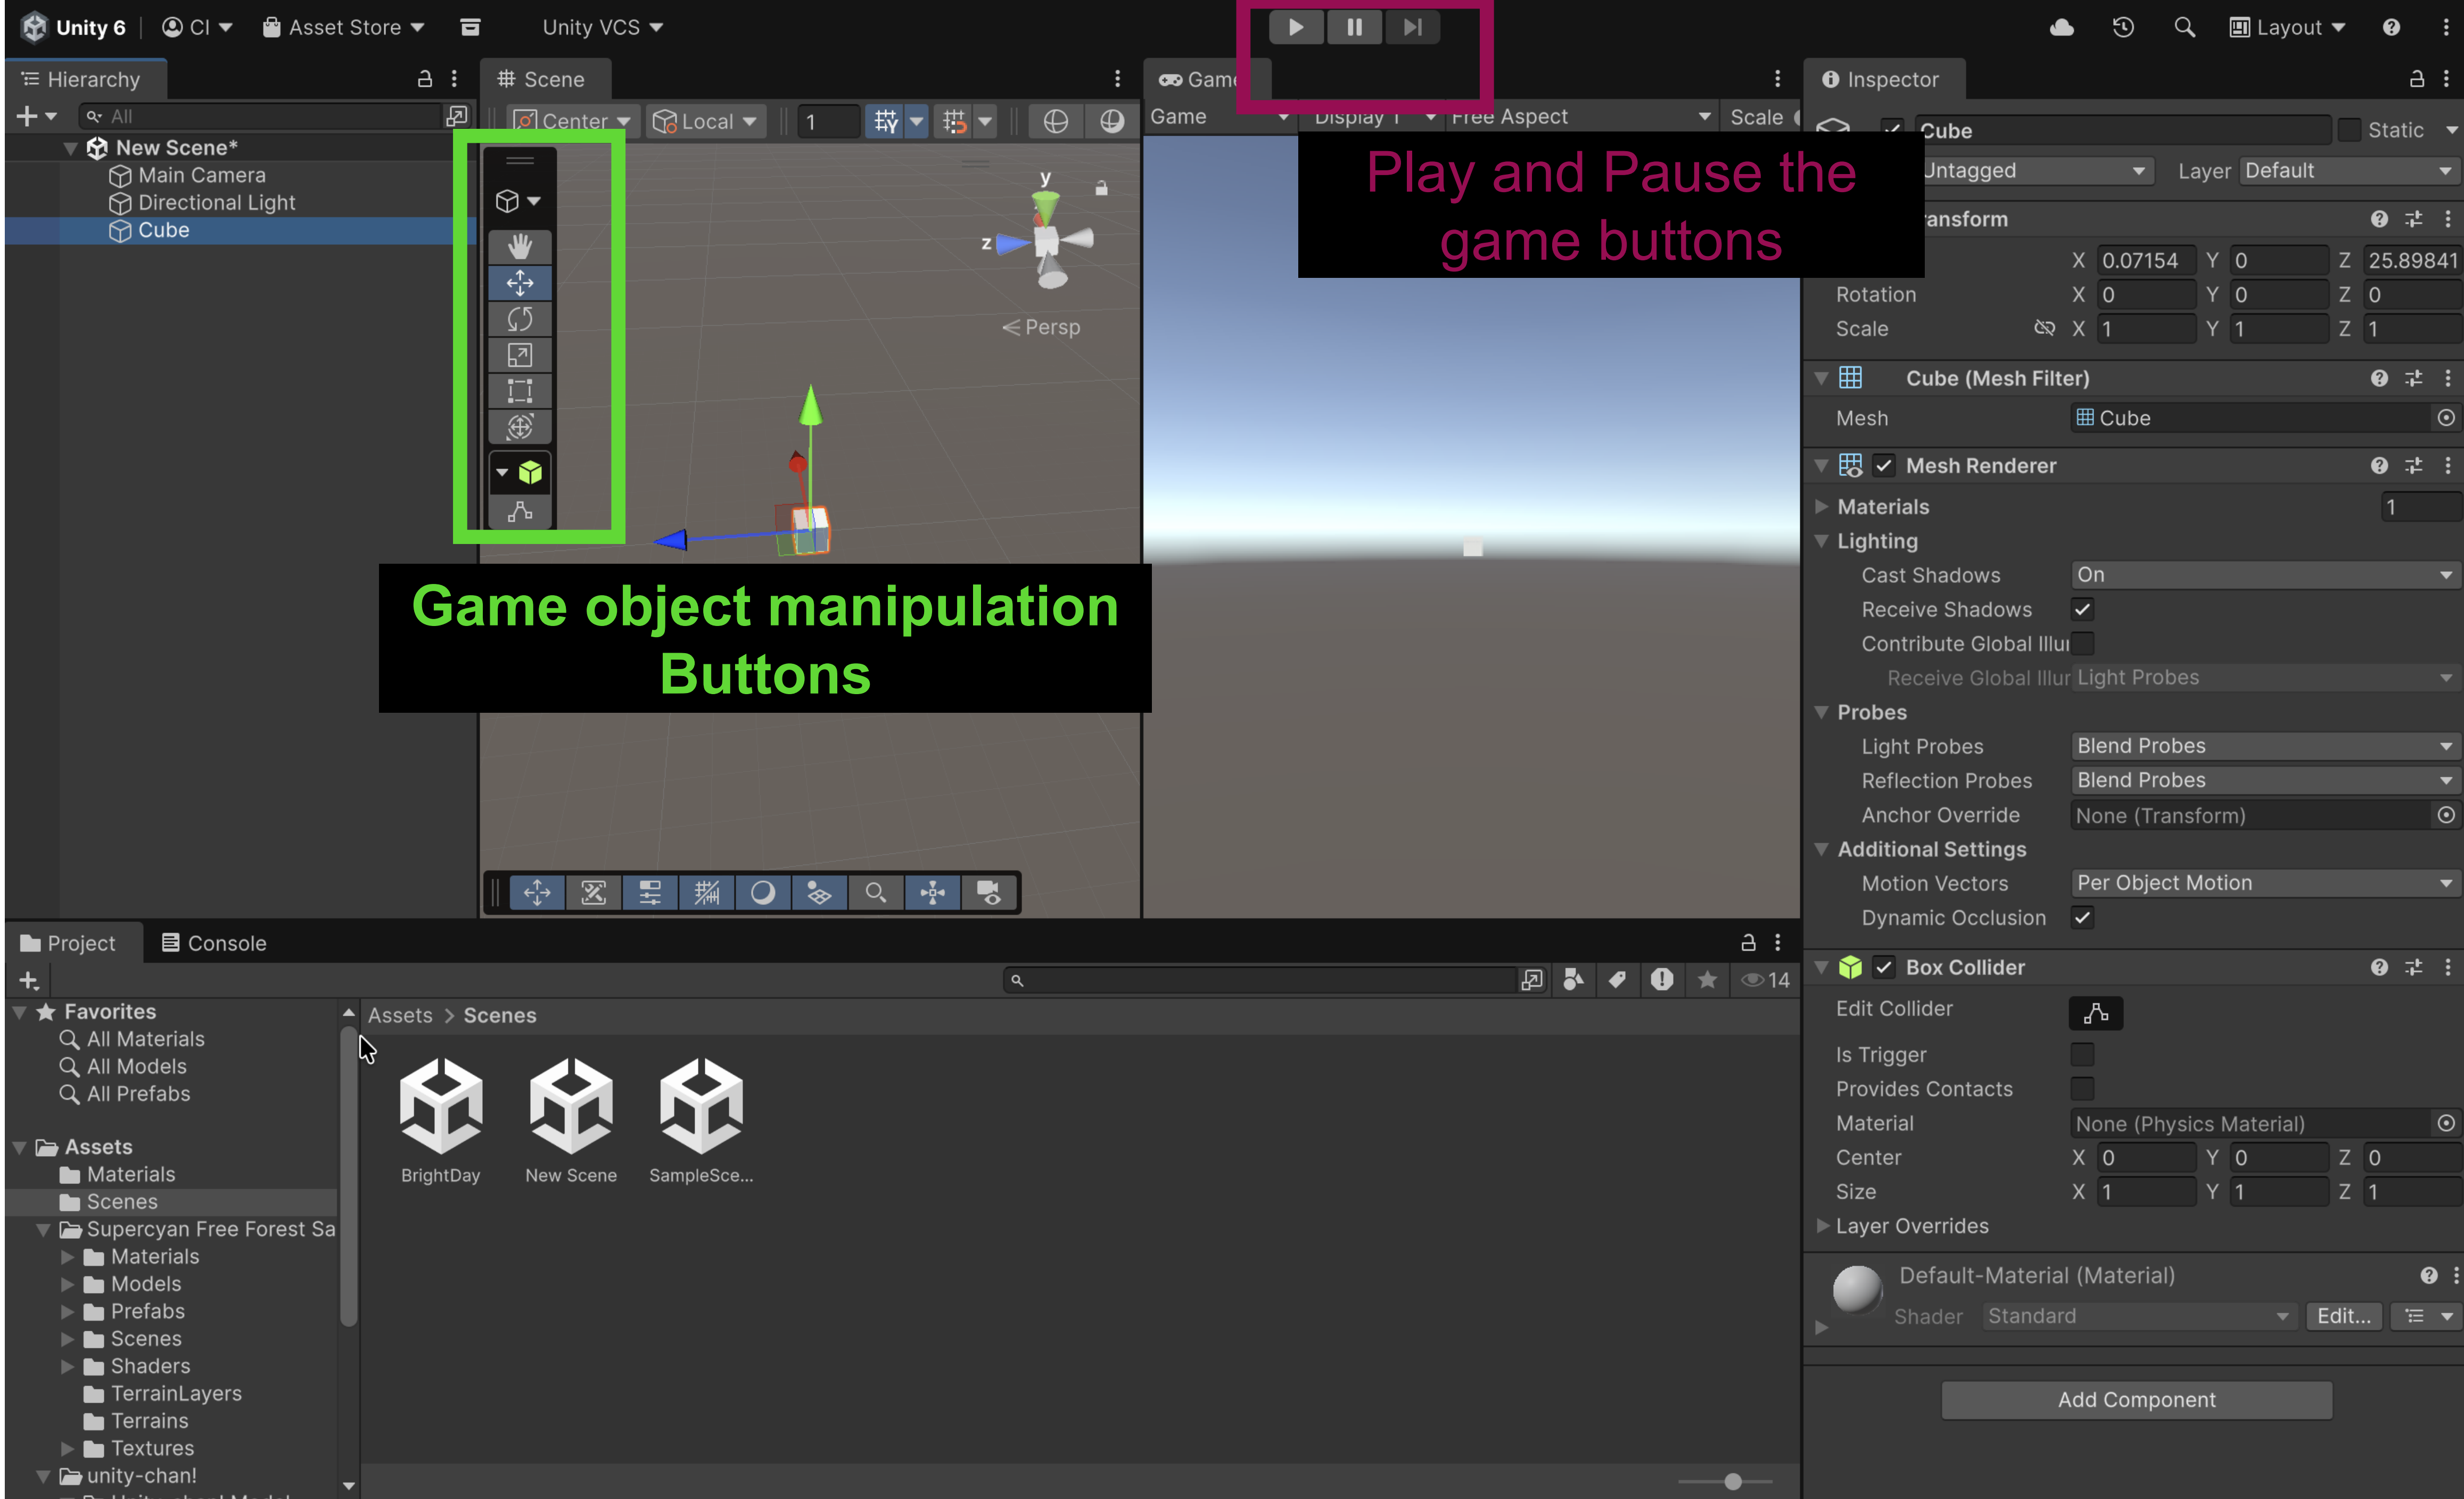 Unity 6
CI
Asset Store
Unity VCS
Layout
Hierarchy
Scene
Game
Inspector
All
Center
Local
1
Game
Display 1
Free Aspect
Scale
Cube
Static
New Scene*
Main Camera
Directional Light
Cube
y
z
Persp
Play and Pause the
game buttons
Untagged
Layer
Default
ansform
X 0.07154 Y 0 Z 25.89841
Rotation X 0 Y 0 Z 0
Scale X 1 Y 1 Z 1
Cube (Mesh Filter)
Mesh Cube
Mesh Renderer
Materials 1
Lighting
Cast Shadows On
Receive Shadows
Contribute Global Illu
Receive Global Illur Light Probes
Probes
Light Probes Blend Probes
Reflection Probes Blend Probes
Anchor Override None (Transform)
Additional Settings
Motion Vectors Per Object Motion
Dynamic Occlusion
Game object manipulation
Buttons
Project
Console
14
Favorites
All Materials
All Models
All Prefabs
Assets
Materials
Scenes
Supercyan Free Forest Sa
Materials
Models
Prefabs
Scenes
Shaders
TerrainLayers
Terrains
Textures
unity-chan!
Assets > Scenes
BrightDay
New Scene
SampleSce...
Box Collider
Edit Collider
Is Trigger
Provides Contacts
Material None (Physics Material)
Center X 0 Y 0 Z 0
Size X 1 Y 1 Z 1
Layer Overrides
Default-Material (Material)
Shader Standard Edit...
Add Component